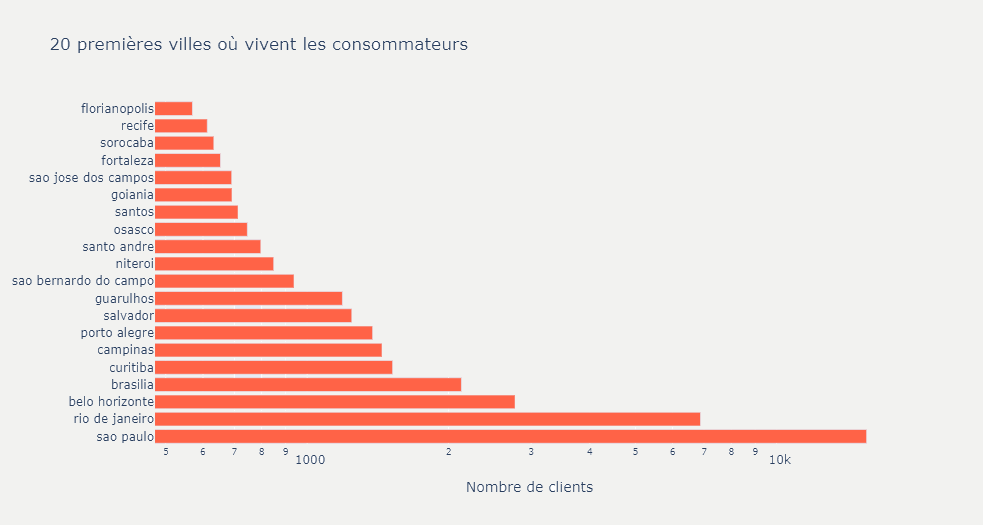 20 premières villes où vivent les consommateurs
florianopolis
recife
sorocaba
fortaleza
sao jose dos campos
goiania
santos
osasco
santo andre
niteroi
sao bernardo do campo
guarulhos
salvador
porto alegre
campinas
curitiba
brasilia
belo horizonte
rio de janeiro
sao paulo
5 6 7 8 9 1000 2 3 4 5 6 7 8 9 10k
Nombre de clients